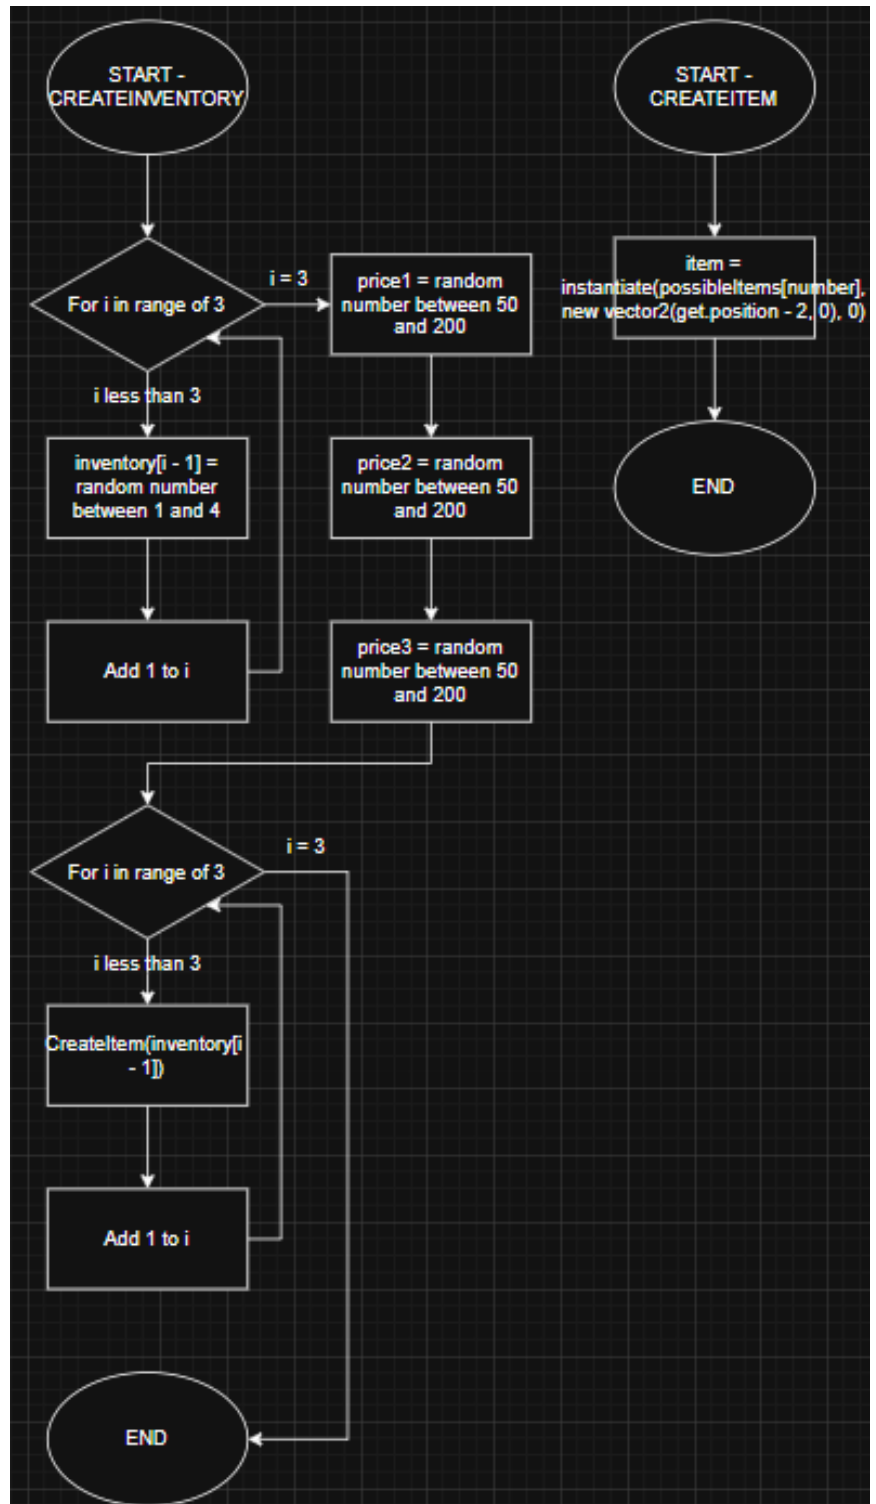 START -
CREATEINVENTORY
For i in range of 3
i = 3
i less than 3
inventory[i - 1] =
random number
between 1 and 4
Add 1 to i
price1 = random
number between 50
and 200
price2 = random
number between 50
and 200
price3 = random
number between 50
and 200
For i in range of 3
i = 3
i less than 3
CreateItem(inventory[i
- 1])
Add 1 to i
END
START -
CREATEITEM
item =
instantiate(possibleItems[number],
new vector2(get.position - 2, 0), 0)
END